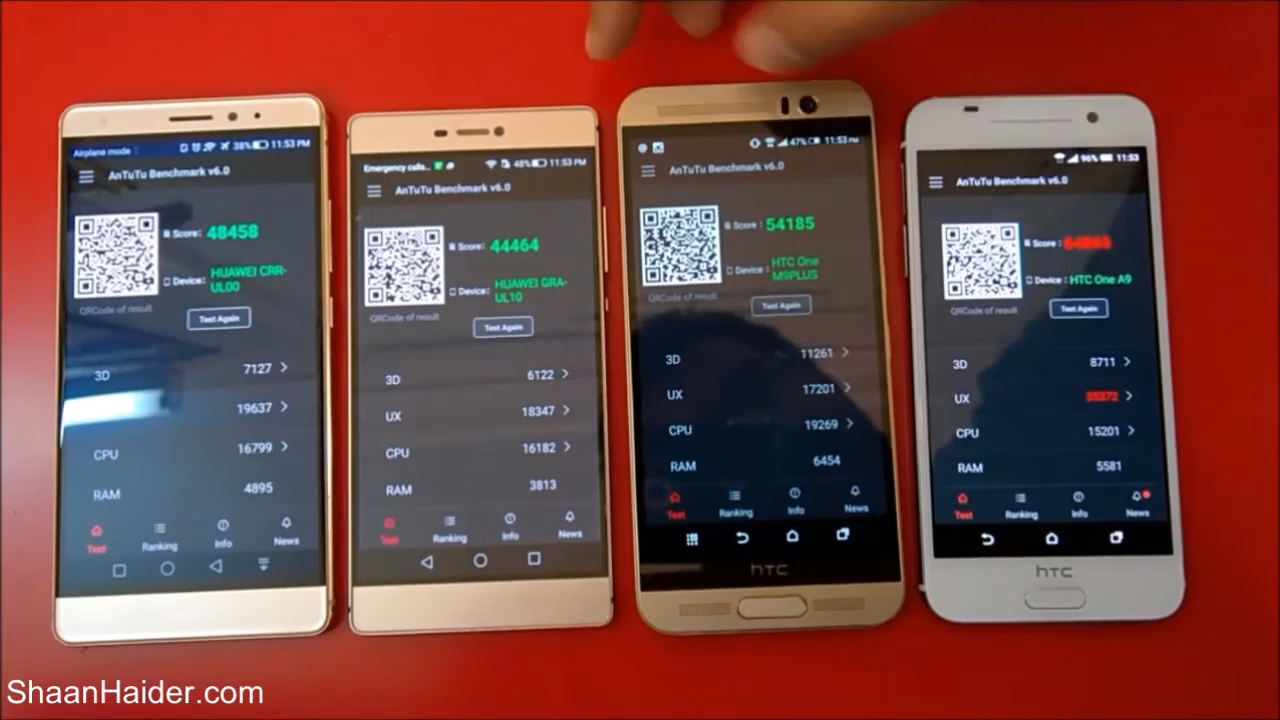 Airplane mode 38% 11:53 PM
AnTuTu Benchmark v6.0
Score: 48458
Device: HUAWEI CRR-
UL00
QRCode of result
Test Again
3D 7127
19637
CPU 16799
RAM 4895
Test Ranking Info News
Emergency calls... 48% 11:53 PM
AnTuTu Benchmark v6.0
Score: 44464
Device: HUAWEI GRA-
UL10
QRCode of result
Test Again
3D 6122
UX 18347
CPU 16182
RAM 3813
Test Ranking Info News
47% 11:53 PM
AnTuTu Benchmark v6.0
Score: 54185
Device: HTC One
M9PLUS
QRCode of result
Test Again
3D 11261
UX 17201
CPU 19269
RAM 6454
Test Ranking Info News
hTC
96% 11:53
AnTuTu Benchmark v6.0
Score:
Device: HTC One A9
QRCode of result
Test Again
3D 8711
UX 35372
CPU 15201
RAM 5581
Test Ranking Info News
hTC
ShaanHaider.com